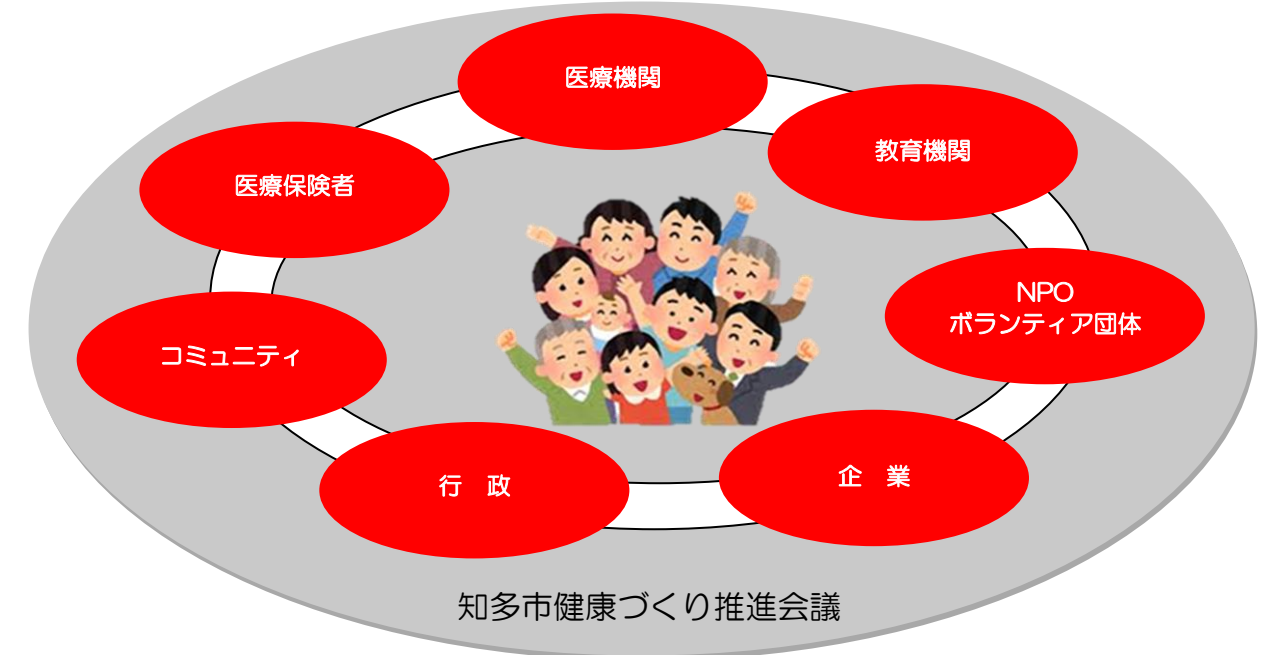 医療機関
教育機関
医療保険者
NPO
ボランティア団体
コミュニティ
企　業
行　政
知多市健康づくり推進会議